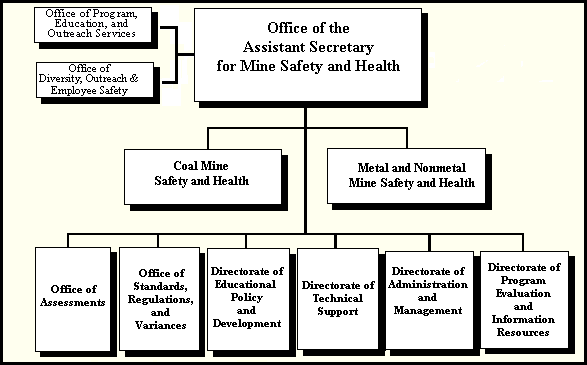 Office of Program,
Education, and
Outreach Services
Office of
Diversity, Outreach &
Employee Safety
Office of the
Assistant Secretary
for Mine Safety and Health
Coal Mine
Safety and Health
Metal and Nonmetal
Mine Safety and Health
Office of
Assessments
Office of
Standards,
Regulations,
and
Variances
Directorate of
Educational
Policy
and
Development
Directorate of
Technical
Support
Directorate of
Administration
and
Management
Directorate of
Program
Evaluation
and
Information
Resources